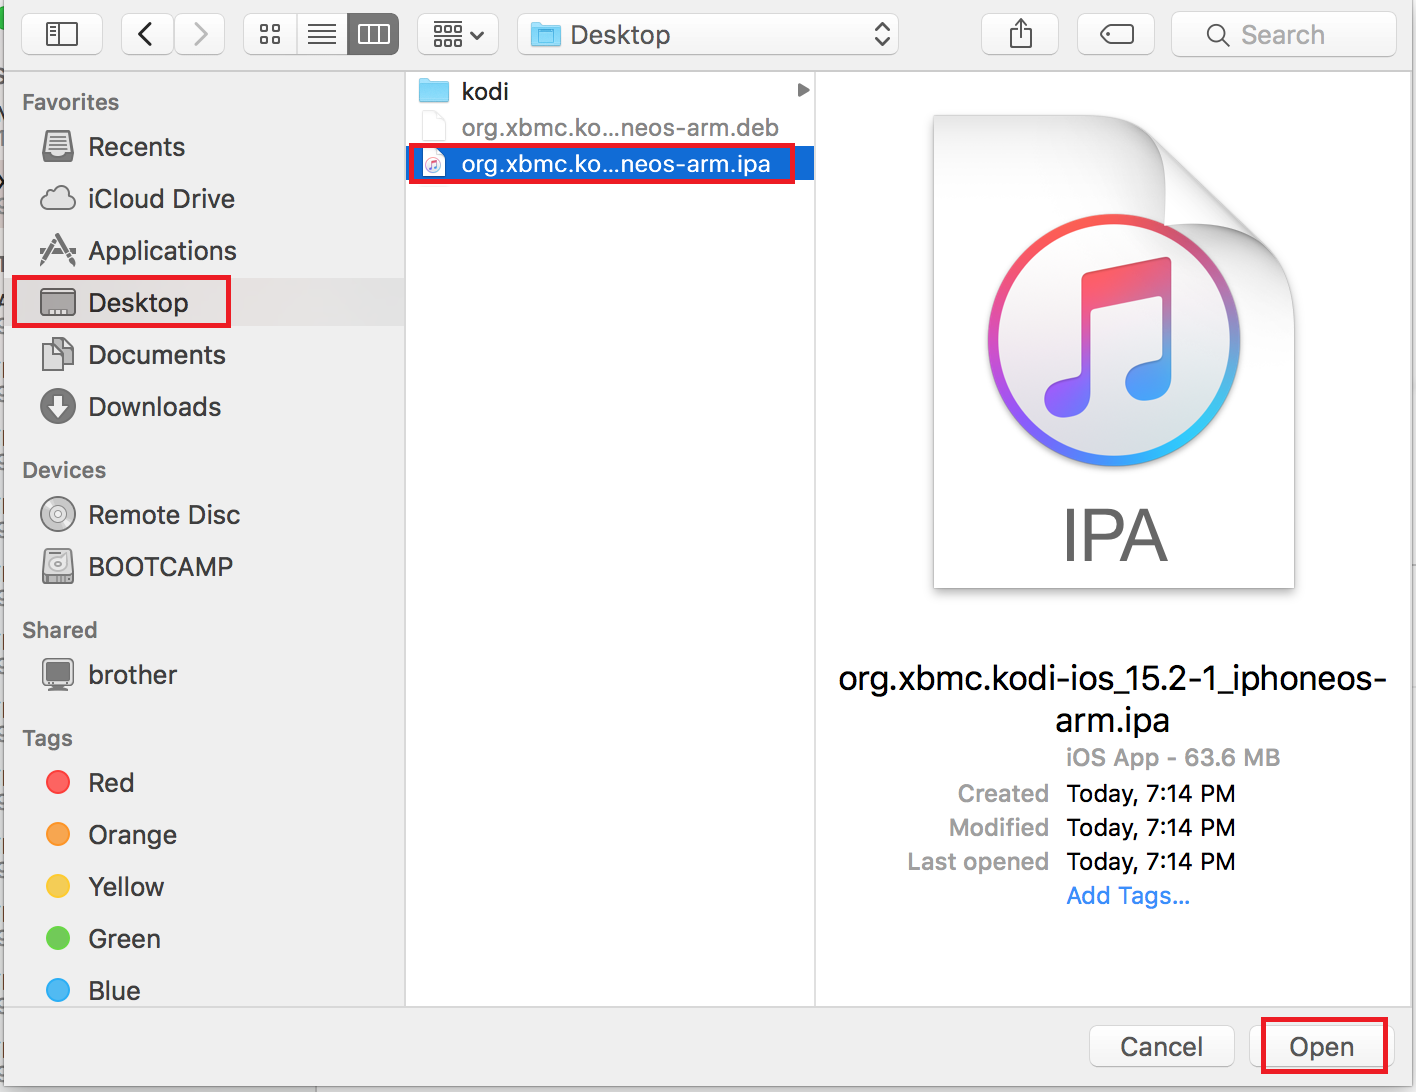 Desktop
Search
Favorites
Recents
iCloud Drive
Applications
Desktop
Documents
Downloads
Devices
Remote Disc
BOOTCAMP
Shared
brother
Tags
Red
Orange
Yellow
Green
Blue
kodi
org.xbmc.ko...neos-arm.deb
org.xbmc.ko...neos-arm.ipa
IPA
org.xbmc.kodi-ios_15.2-1_iphoneos-
arm.ipa
iOS App - 63.6 MB
Created Today, 7:14 PM
Modified Today, 7:14 PM
Last opened Today, 7:14 PM
Add Tags...
Cancel
Open